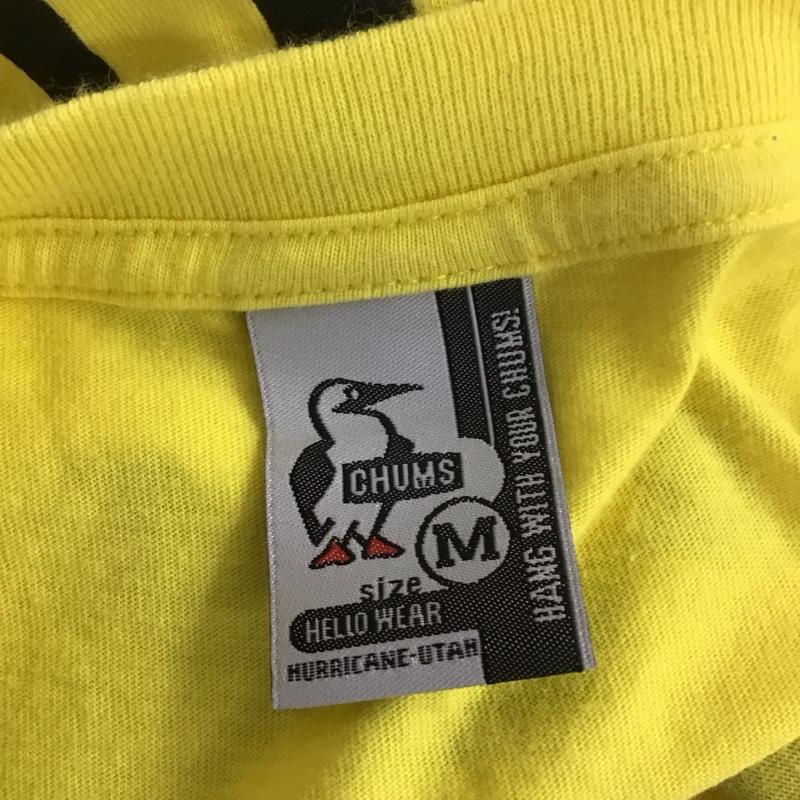 CHUMS
M
size
HELLO WEAR
HURRICANE-UTAH
HANG WITH YOUR CHUMS!